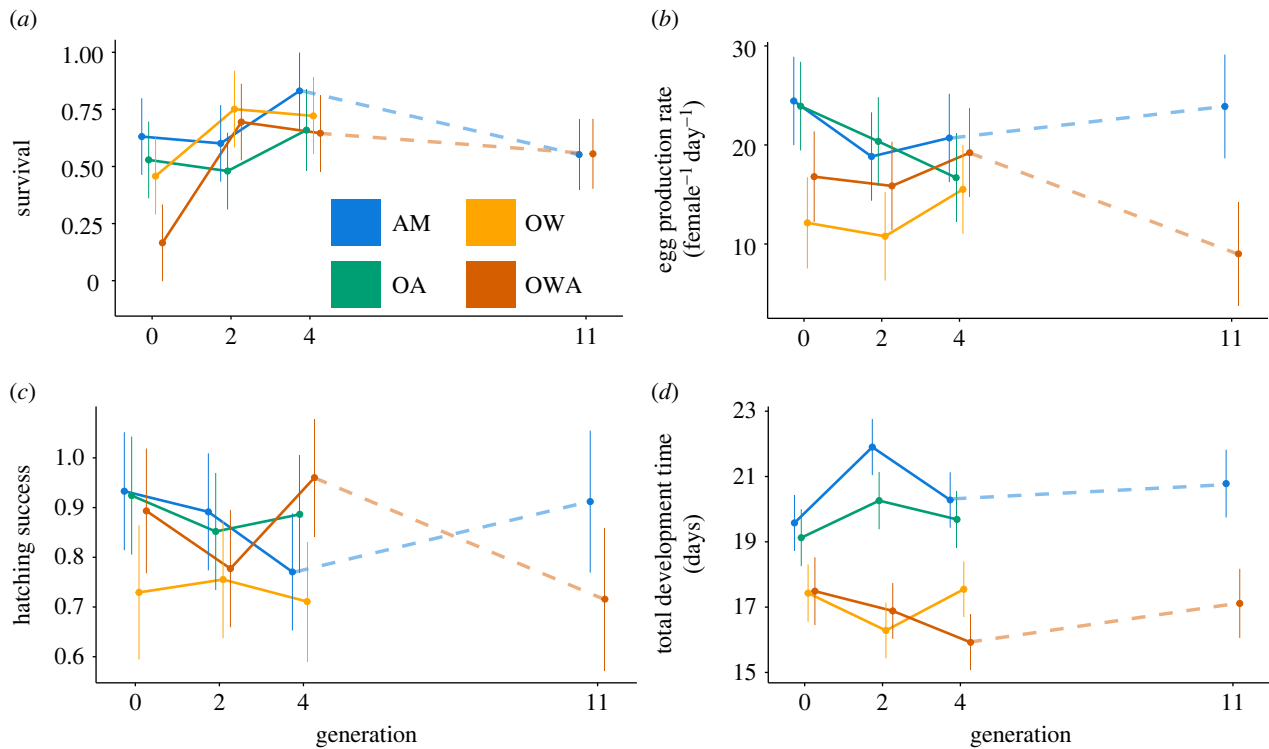 (a)
1.00
0.75
0.50
0.25
0
survival
AM
OW
OA
OWA
0 2 4 11
(b)
30
20
10
egg production rate
(female⁻¹ day⁻¹)
0 2 4 11
(c)
1.0
0.9
0.8
0.7
0.6
hatching success
0 2 4 11
generation
(d)
23
21
19
17
15
total development time
(days)
0 2 4 11
generation